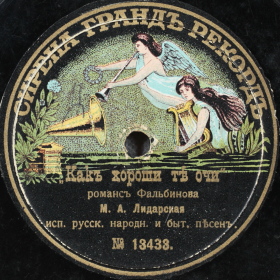 СИРЕНА ГРАНДЪ РЕКОРДЪ
"Какъ хороши тѣ очи"
романсъ Фальбинова
М. А. Лидарская
исп. русск. народн. и быт. пѣсенъ.
№ 13433.